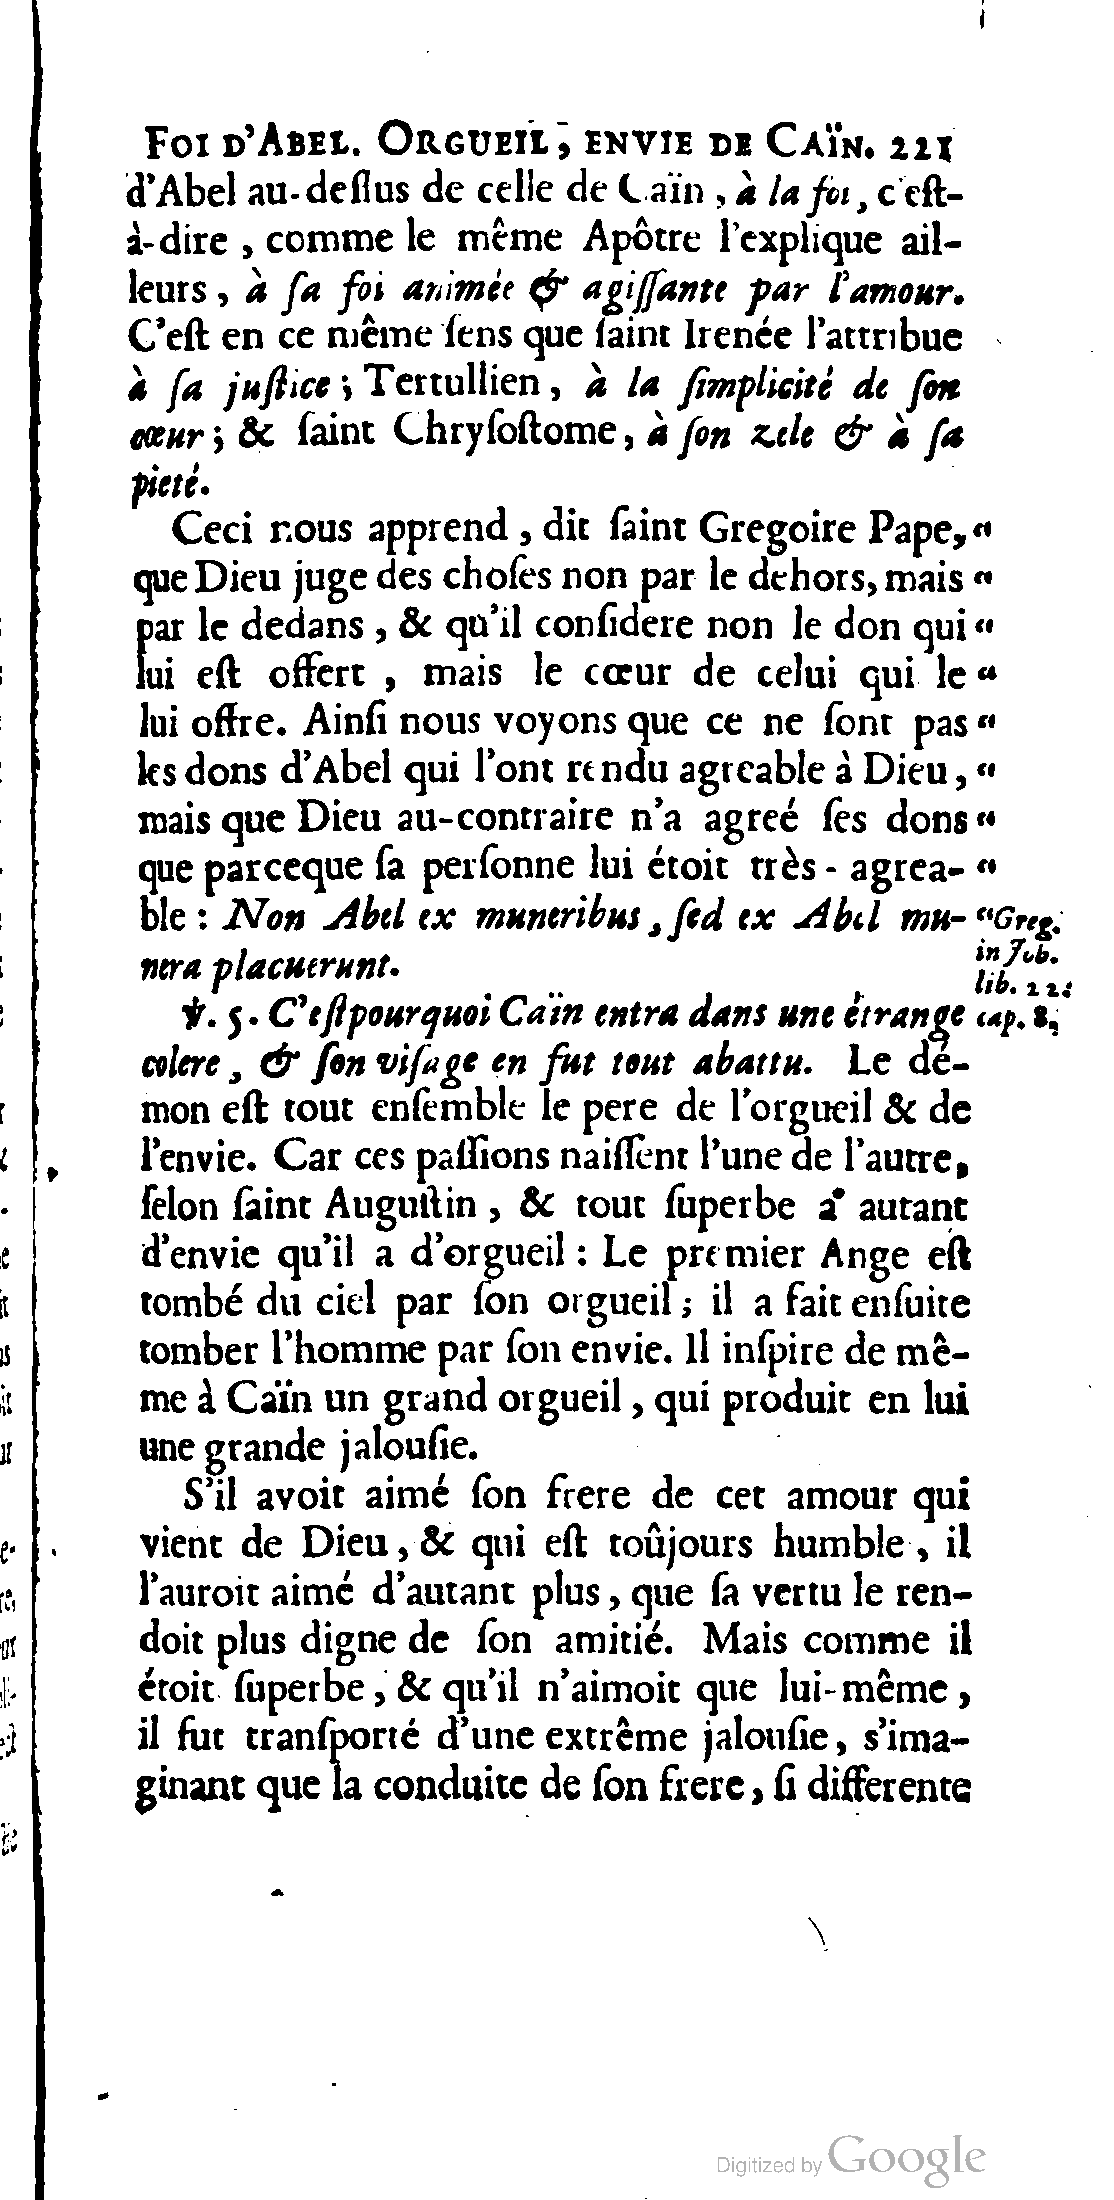 FOI D'ABEL. ORGUEIL, ENVIE DE CAÏN. 221
d'Abel au-deſſus de celle de Caïn, à la foi, c'eſt-
à-dire, comme le même Apôtre l'explique ail-
leurs, à ſa foi animée & agiſſante par l'amour.
C'eſt en ce même ſens que ſaint Irenée l'attribue
à ſa juſtice; Tertullien, à la ſimplicité de ſon
cœur; & ſaint Chryſoſtome, à ſon zele & à ſa
pieté.
Ceci nous apprend, dit ſaint Gregoire Pape, “
que Dieu juge des choſes non par le dehors, mais “
par le dedans, & qu'il conſidere non le don qui “
lui eſt offert, mais le cœur de celui qui le “
lui offre. Ainſi nous voyons que ce ne ſont pas “
les dons d'Abel qui l'ont rendu agreable à Dieu, “
mais que Dieu au-contraire n'a agreé ſes dons “
que parceque ſa perſonne lui étoit très-agrea- “
ble: Non Abel ex muneribus, ſed ex Abel mu- “
nera placuerunt.
Greg.
in Job.
lib. 22.
cap. 8.
℣. 5. C'eſtpourquoi Caïn entra dans une étrange
colere, & ſon viſage en fut tout abattu. Le dé-
mon eſt tout enſemble le pere de l'orgueil & de
l'envie. Car ces paſſions naiſſent l'une de l'autre,
ſelon ſaint Auguſtin, & tout ſuperbe a autant
d'envie qu'il a d'orgueil: Le premier Ange eſt
tombé du ciel par ſon orgueil; il a fait enſuite
tomber l'homme par ſon envie. Il inſpire de mê-
me à Caïn un grand orgueil, qui produit en lui
une grande jalouſie.
S'il avoit aimé ſon frere de cet amour qui
vient de Dieu, & qui eſt toûjours humble, il
l'auroit aimé d'autant plus, que ſa vertu le ren-
doit plus digne de ſon amitié. Mais comme il
étoit ſuperbe, & qu'il n'aimoit que lui-même,
il fut tranſporté d'une extrême jalouſie, s'ima-
ginant que la conduite de ſon frere, ſi differente
Digitized by Google